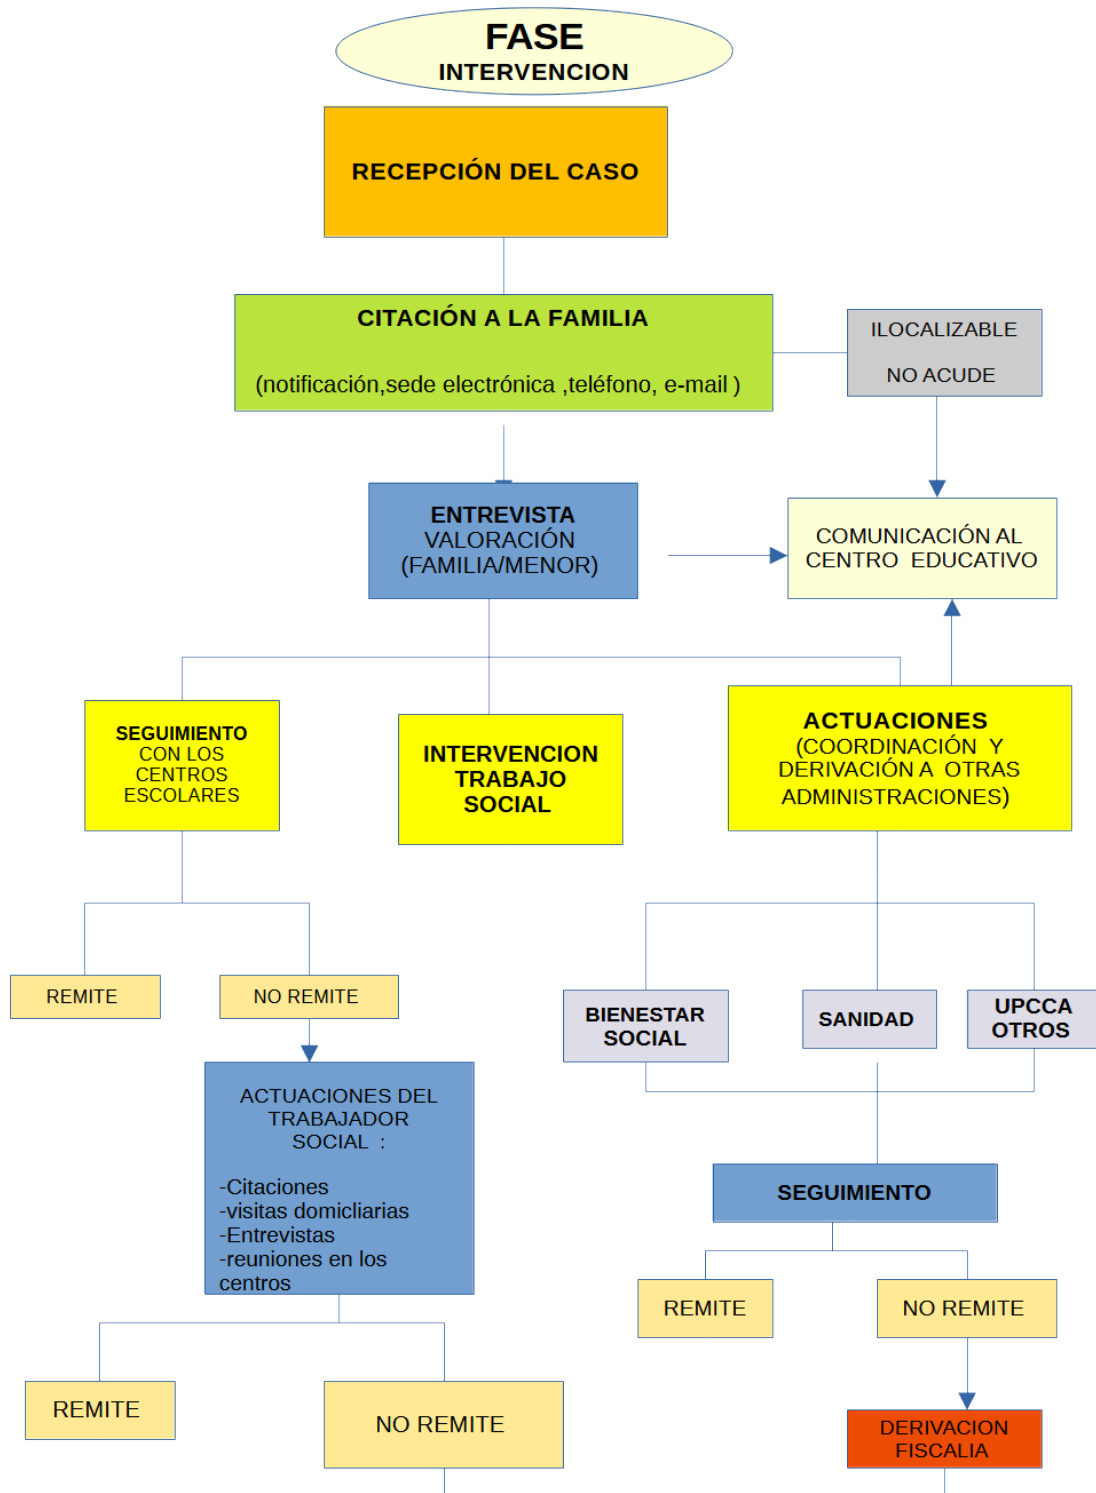 FASE
INTERVENCION
RECEPCIÓN DEL CASO
CITACIÓN A LA FAMILIA
(notificación,sede electrónica ,teléfono, e-mail )
ILOCALIZABLE
NO ACUDE
ENTREVISTA
VALORACIÓN
(FAMILIA/MENOR)
COMUNICACIÓN AL
CENTRO EDUCATIVO
SEGUIMIENTO
CON LOS
CENTROS
ESCOLARES
INTERVENCION
TRABAJO
SOCIAL
ACTUACIONES
(COORDINACIÓN Y
DERIVACIÓN A OTRAS
ADMINISTRACIONES)
REMITE
NO REMITE
BIENESTAR
SOCIAL
SANIDAD
UPCCA
OTROS
ACTUACIONES DEL
TRABAJADOR
SOCIAL :
-Citaciones
-visitas domicliarias
-Entrevistas
-reuniones en los
centros
SEGUIMIENTO
REMITE
NO REMITE
REMITE
NO REMITE
DERIVACION
FISCALIA